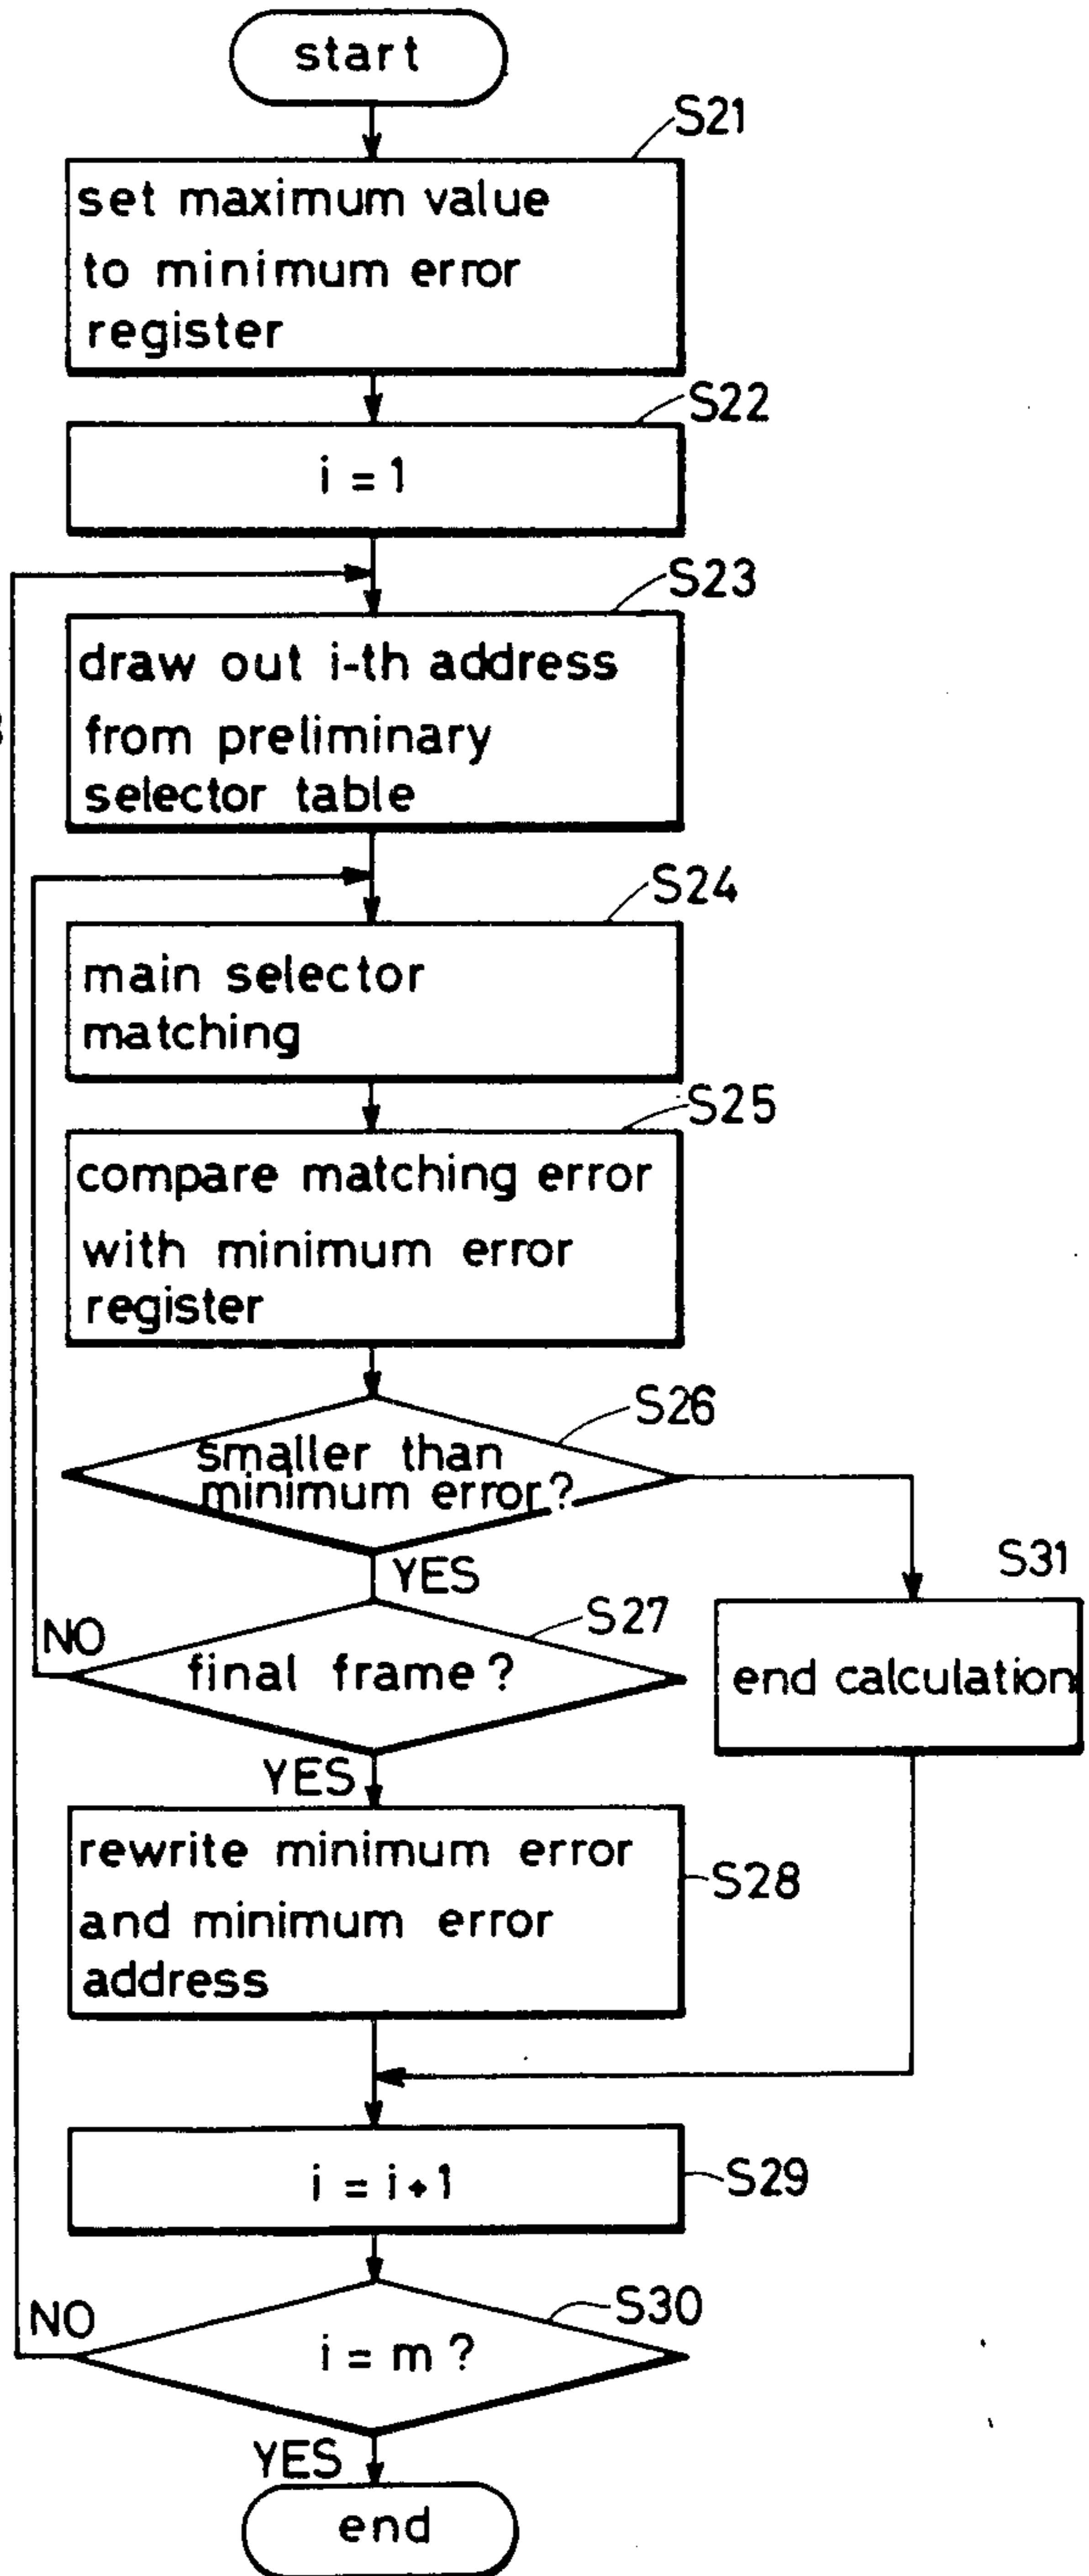 start
S21
set maximum value
to minimum error
register
S22
i = 1
S23
draw out i-th address
from preliminary
selector table
S24
main selector
matching
S25
compare matching error
with minimum error
register
S26
smaller than
minimum error?
YES
S31
end calculation
S27
final frame?
NO
YES
rewrite minimum error
and minimum error
address
S28
i = i+1
S29
S30
i = m ?
NO
YES
end